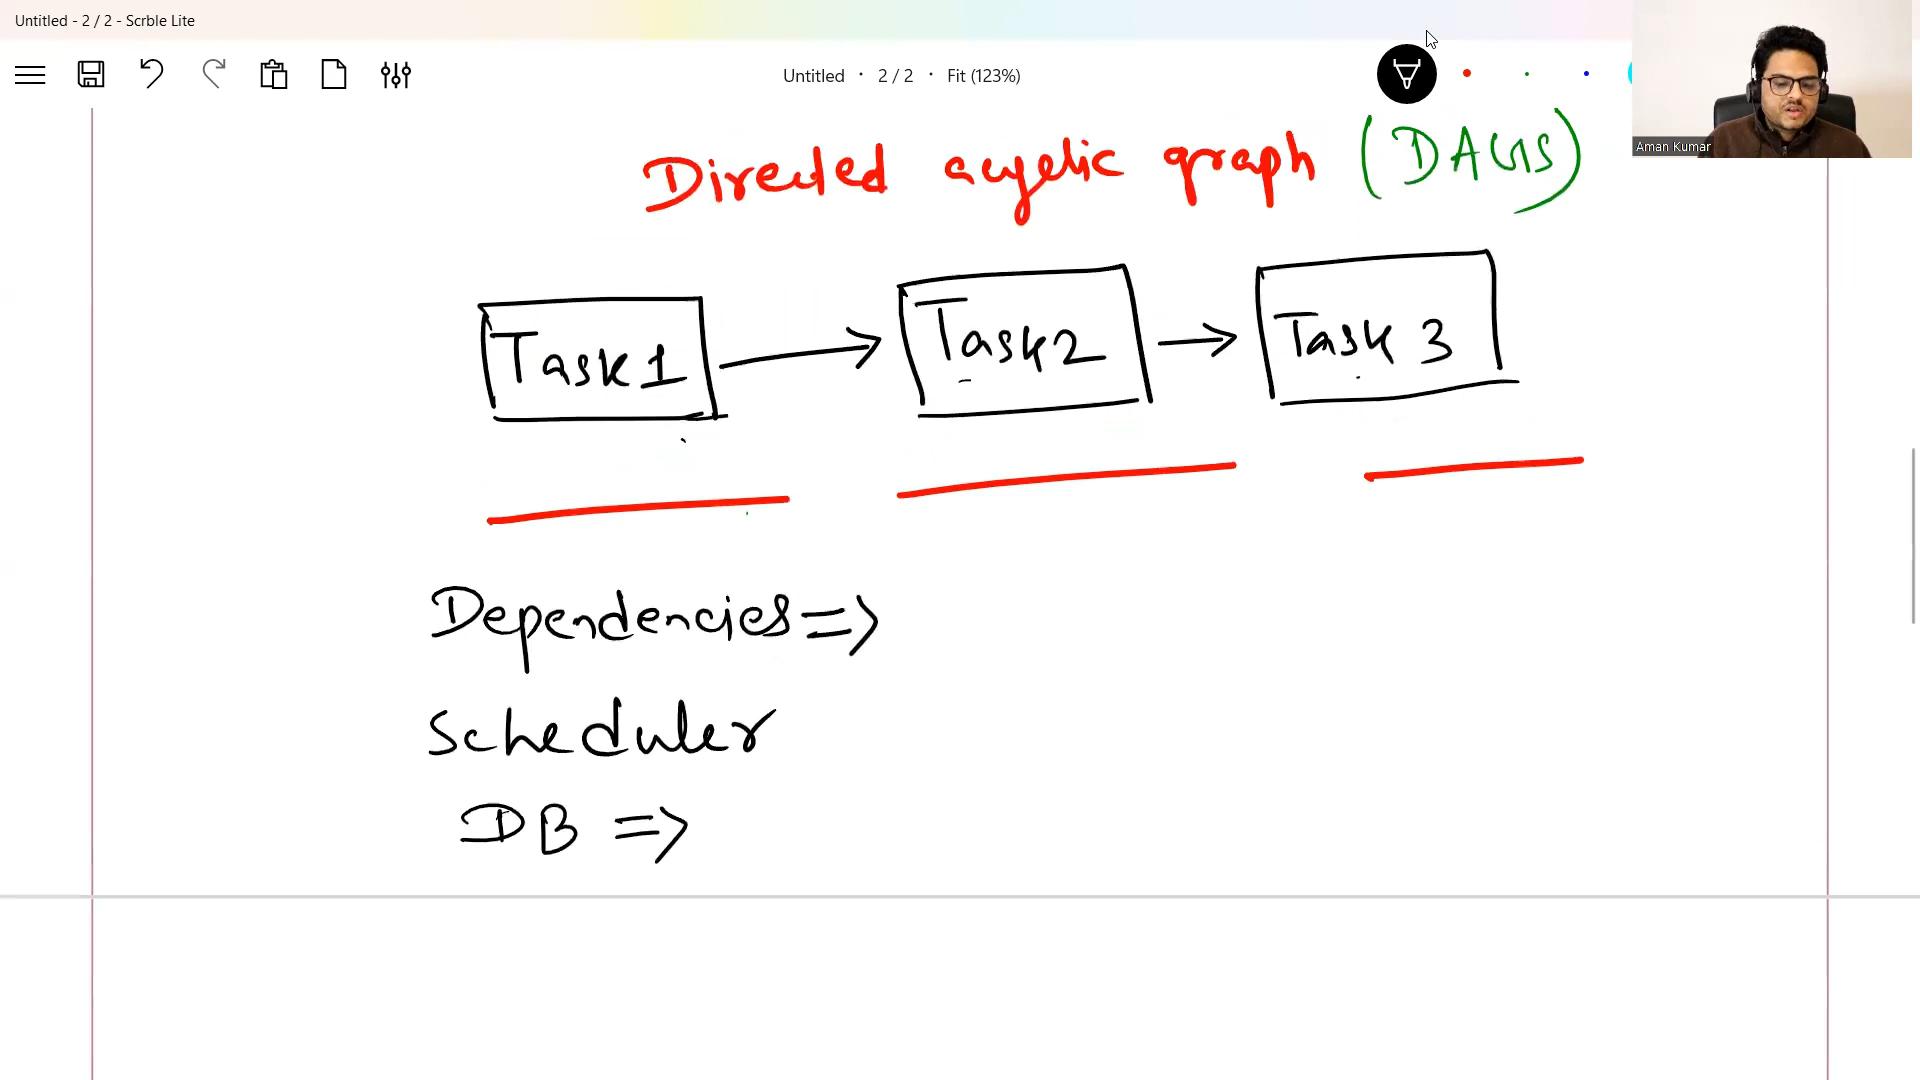 Untitled - 2 / 2 - Scrble Lite
Untitled · 2 / 2 · Fit (123%)
Aman Kumar
Directed acyclic graph (DAGS)
Task 1 → Task 2 → Task 3
Dependencies =>
Scheduler
DB =>